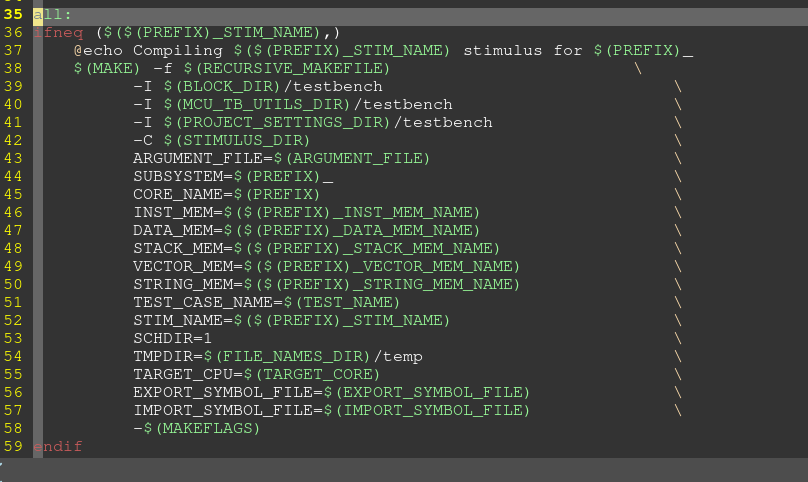 35 all:
36 ifneq ($($(PREFIX)_STIM_NAME),)
37 @echo Compiling $($(PREFIX)_STIM_NAME) stimulus for $(PREFIX)_
38 $(MAKE) -f $(RECURSIVE_MAKEFILE) \
39 -I $(BLOCK_DIR)/testbench \
40 -I $(MCU_TB_UTILS_DIR)/testbench \
41 -I $(PROJECT_SETTINGS_DIR)/testbench \
42 -C $(STIMULUS_DIR) \
43 ARGUMENT_FILE=$(ARGUMENT_FILE) \
44 SUBSYSTEM=$(PREFIX)_ \
45 CORE_NAME=$(PREFIX) \
46 INST_MEM=$($(PREFIX)_INST_MEM_NAME) \
47 DATA_MEM=$($(PREFIX)_DATA_MEM_NAME) \
48 STACK_MEM=$($(PREFIX)_STACK_MEM_NAME) \
49 VECTOR_MEM=$($(PREFIX)_VECTOR_MEM_NAME) \
50 STRING_MEM=$($(PREFIX)_STRING_MEM_NAME) \
51 TEST_CASE_NAME=$(TEST_NAME) \
52 STIM_NAME=$($(PREFIX)_STIM_NAME) \
53 SCHDIR=1 \
54 TMPDIR=$(FILE_NAMES_DIR)/temp \
55 TARGET_CPU=$(TARGET_CORE) \
56 EXPORT_SYMBOL_FILE=$(EXPORT_SYMBOL_FILE) \
57 IMPORT_SYMBOL_FILE=$(IMPORT_SYMBOL_FILE) \
58 -$(MAKEFLAGS)
59 endif